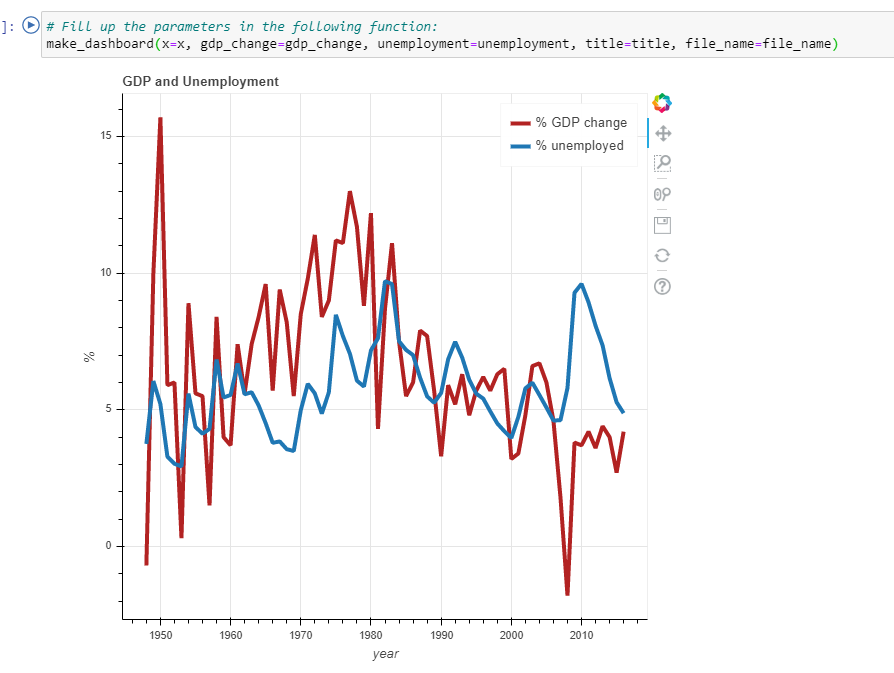 ]: # Fill up the parameters in the following function:
make_dashboard(x=x, gdp_change=gdp_change, unemployment=unemployment, title=title, file_name=file_name)
GDP and Unemployment
% GDP change
% unemployed
15
10
5
0
%
1950 1960 1970 1980 1990 2000 2010
year